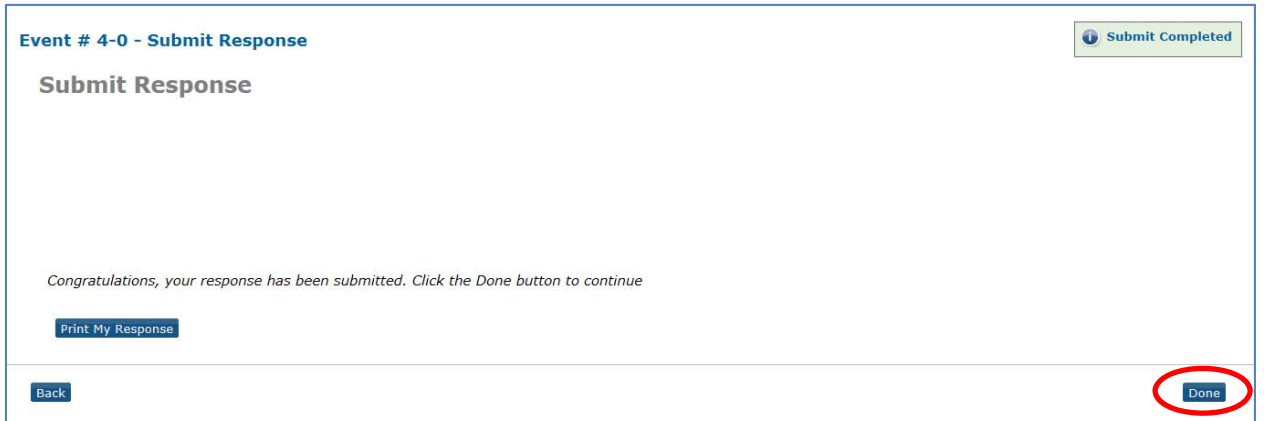 Event # 4-0 - Submit Response
Submit Completed
Submit Response
Congratulations, your response has been submitted. Click the Done button to continue
Print My Response
Back
Done